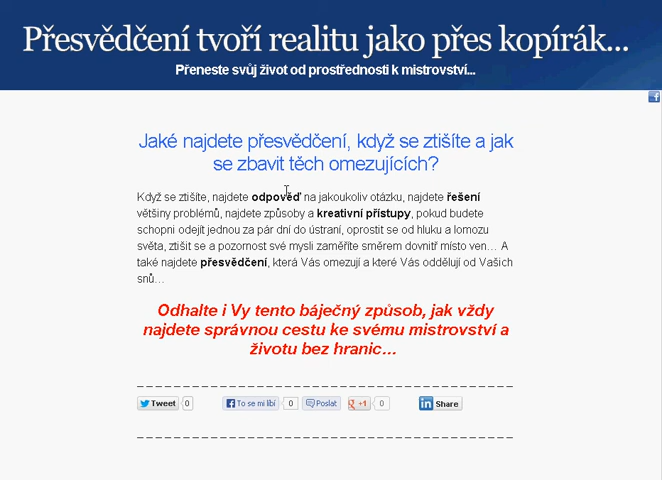 Přesvědčení tvoří realitu jako přes kopírák...
Přeneste svůj život od prostřednosti k mistrovství...
Jaké najdete přesvědčení, když se ztišíte a jak
se zbavit těch omezujících?
Když se ztišíte, najdete odpověď na jakoukoliv otázku, najdete řešení
většiny problémů, najdete způsoby a kreativní přístupy, pokud budete
schopni odejít jednou za pár dní do ústraní, oprostit se od hluku a lomozu
světa, ztišit se a pozornost své mysli zaměříte směrem dovnitř místo ven… A
také najdete přesvědčení, která Vás omezují a které Vás oddělují od Vašich
snů…
Odhalte i Vy tento báječný způsob, jak vždy
najdete správnou cestu ke svému mistrovství a
životu bez hranic…
Tweet 0 To se mi líbí 0 Poslat +1 0 Share